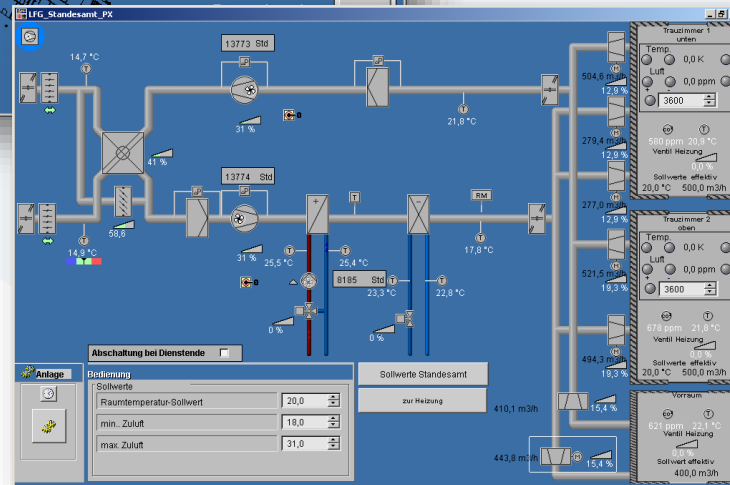 LFG_Standesamt_PX
13773 Std
14,7 °C
31 %
21,8 °C
41 %
13774 Std
58,6
14,9 °C
31 %
RM
17,8 °C
25,5 °C
25,4 °C
8185 Std
23,3 °C
22,8 °C
0 %
0 %
504,6 m3/h
12,9 %
279,4 m3/h
12,9 %
277,0 m3/h
12,9 %
521,5 m3/h
19,3 %
494,3 m3/h
19,3 %
410,1 m3/h
15,4 %
443,8 m3/h
15,4 %
Trauzimmer 1
unten
Temp.
0,0 K
Luft
0,0 ppm
3600
580 ppm 20,9 °C
Ventil Heizung
0,0 %
Sollwerte effektiv
20,0 °C 500,0 m3/h
Trauzimmer 2
oben
Temp.
0,0 K
Luft
0,0 ppm
3600
678 ppm 21,8 °C
Ventil Heizung
0,0 %
Sollwerte effektiv
20,0 °C 500,0 m3/h
Vorraum
621 ppm 22,1 °C
Ventil Heizung
0,0 %
Sollwert effektiv
400,0 m3/h
Abschaltung bei Dienstende
Anlage
Bedienung
Sollwerte
Raumtemperatur-Sollwert 20,0
min.. Zuluft 18,0
max. Zuluft 31,0
Sollwerte Standesamt
zur Heizung